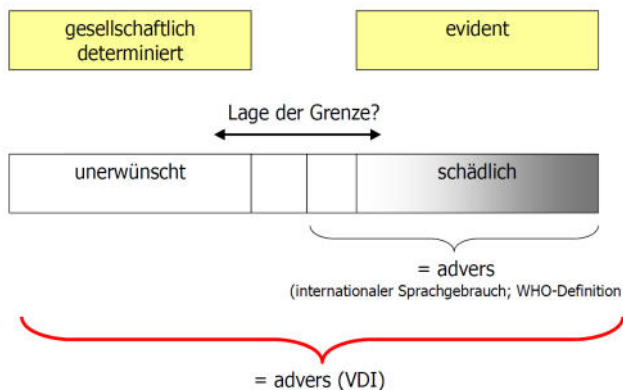 gesellschaftlich
determiniert
evident
Lage der Grenze?
unerwünscht
schädlich
= advers
(internationaler Sprachgebrauch; WHO-Definition
= advers (VDI)